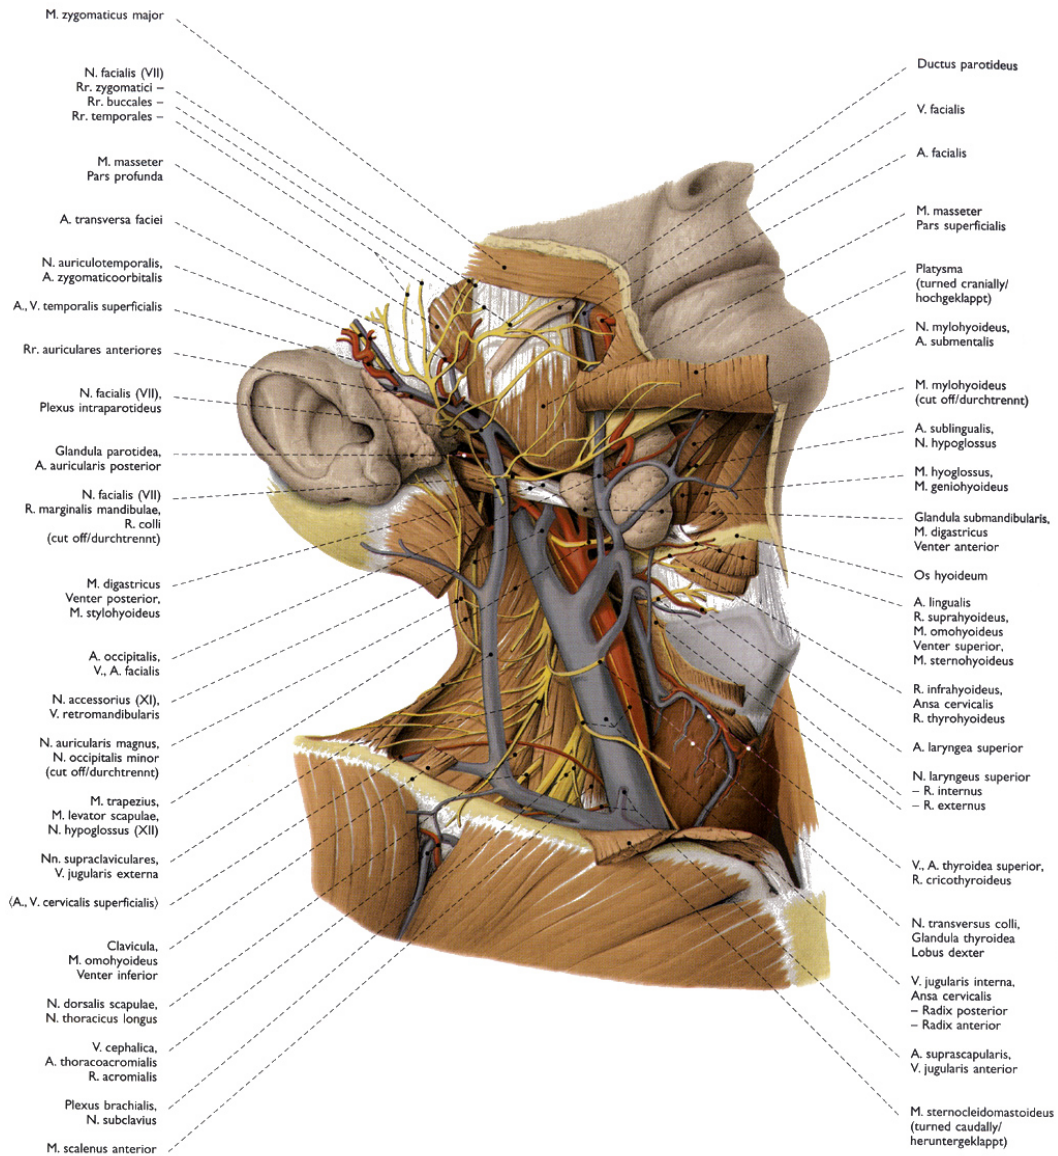 M. zygomaticus major
N. facialis (VII)
Rr. zygomatici –
Rr. buccales –
Rr. temporales –
M. masseter
Pars profunda
A. transversa faciei
N. auriculotemporalis,
A. zygomaticoorbitalis
A., V. temporalis superficialis
Rr. auriculares anteriores
N. facialis (VII),
Plexus intraparotideus
Glandula parotidea,
A. auricularis posterior
N. facialis (VII)
R. marginalis mandibulae,
R. colli
(cut off/durchtrennt)
M. digastricus
Venter posterior,
M. stylohyoideus
A. occipitalis,
V., A. facialis
N. accessorius (XI),
V. retromandibularis
N. auricularis magnus,
N. occipitalis minor
(cut off/durchtrennt)
M. trapezius,
M. levator scapulae,
N. hypoglossus (XII)
Nn. supraclaviculares,
V. jugularis externa
⟨A., V. cervicalis superficialis⟩
Clavicula,
M. omohyoideus
Venter inferior
N. dorsalis scapulae,
N. thoracicus longus
V. cephalica,
A. thoracoacromialis
R. acromialis
Plexus brachialis,
N. subclavius
M. scalenus anterior
Ductus parotideus
V. facialis
A. facialis
M. masseter
Pars superficialis
Platysma
(turned cranially/
hochgeklappt)
N. mylohyoideus,
A. submentalis
M. mylohyoideus
(cut off/durchtrennt)
A. sublingualis,
N. hypoglossus
M. hyoglossus,
M. geniohyoideus
Glandula submandibularis,
M. digastricus
Venter anterior
Os hyoideum
A. lingualis
R. suprahyoideus,
M. omohyoideus
Venter superior,
M. sternohyoideus
R. infrahyoideus,
Ansa cervicalis
R. thyrohyoideus
A. laryngea superior
N. laryngeus superior
– R. internus
– R. externus
V., A. thyroidea superior,
R. cricothyroideus
N. transversus colli,
Glandula thyroidea
Lobus dexter
V. jugularis interna,
Ansa cervicalis
– Radix posterior
– Radix anterior
A. suprascapularis,
V. jugularis anterior
M. sternocleidomastoideus
(turned caudally/
heruntergeklappt)